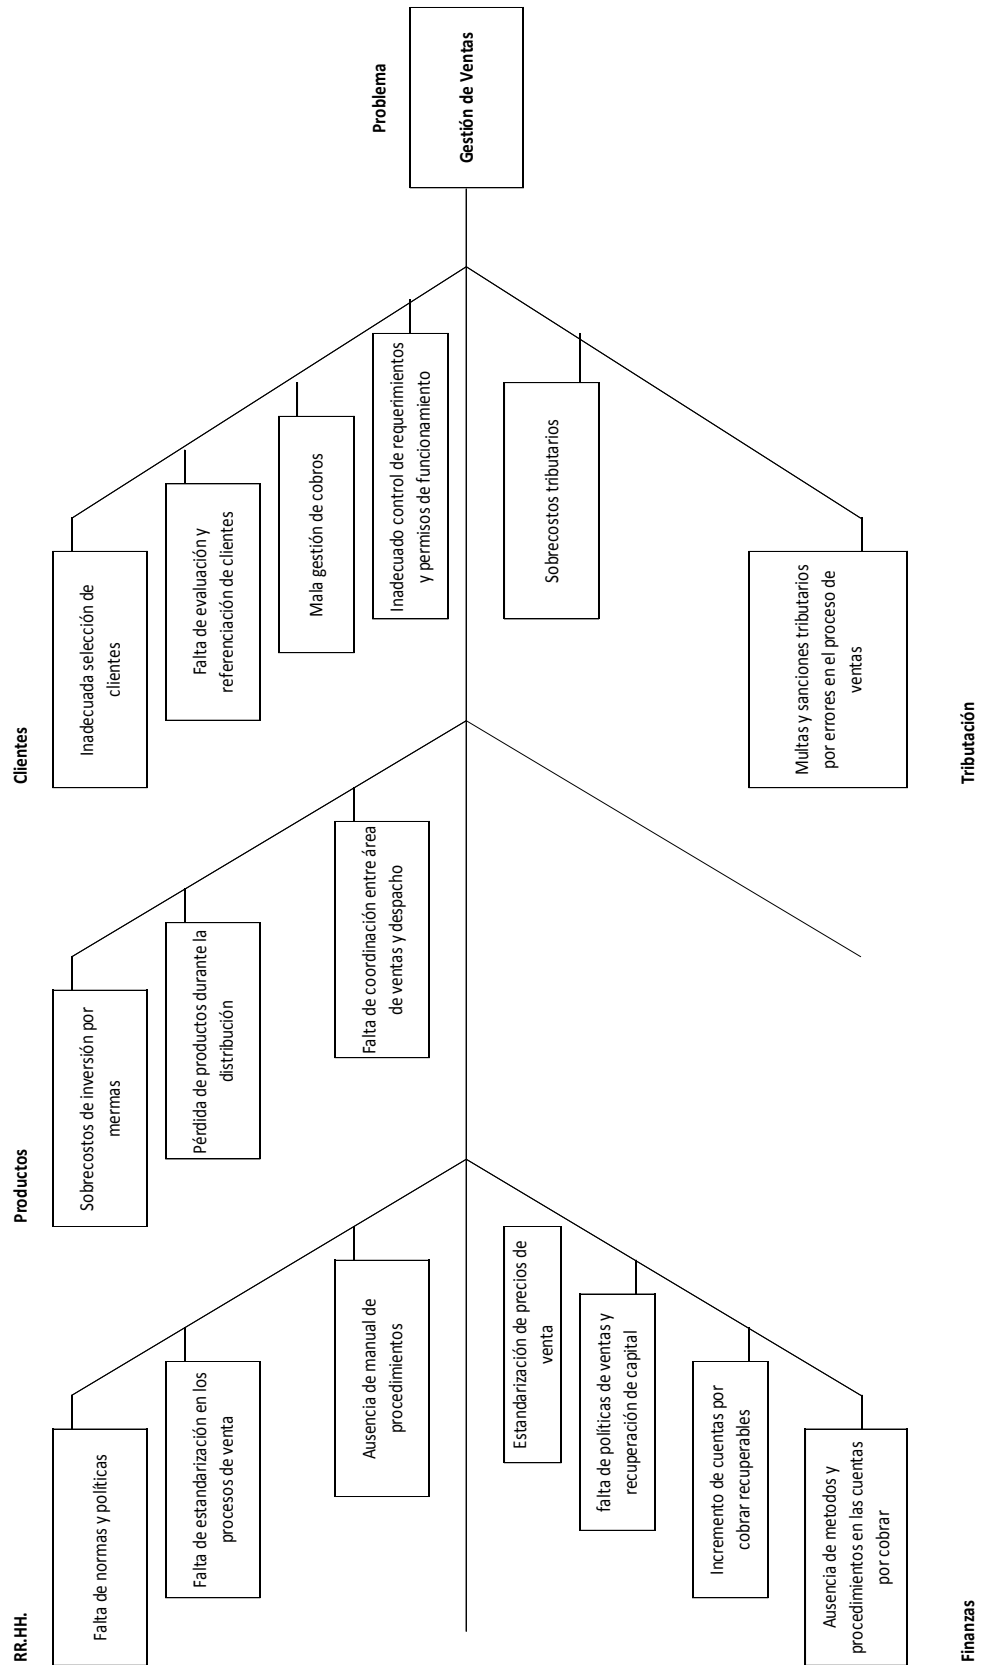 RR.HH.
Falta de normas y políticas
Falta de estandarización en los
procesos de venta
Ausencia de manual de
procedimientos
Productos
Sobrecostos de inversión por
mermas
Pérdida de productos durante la
distribución
Falta de coordinación entre área
de ventas y despacho
Clientes
Inadecuada selección de
clientes
Falta de evaluación y
referenciación de clientes
Mala gestión de cobros
Inadecuado control de requerimientos
y permisos de funcionamiento
Problema
Gestión de Ventas
Finanzas
Estandarización de precios de
venta
falta de políticas de ventas y
recuperación de capital
Incremento de cuentas por
cobrar recuperables
Ausencia de metodos y
procedimientos en las cuentas
por cobrar
Tributación
Sobrecostos tributarios
Multas y sanciones tributarios
por errores en el proceso de
ventas